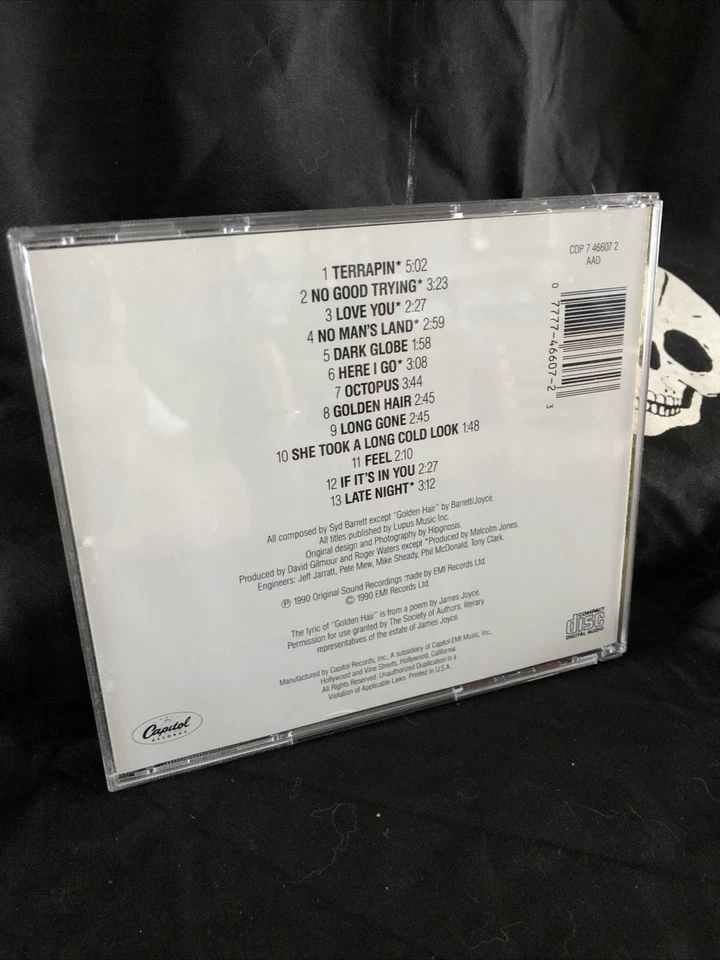 CDP 7 46607 2
AAD
0 7777-46607-2 3
1 TERRAPIN* 5:02
2 NO GOOD TRYING* 3:23
3 LOVE YOU* 2:27
4 NO MAN'S LAND* 2:59
5 DARK GLOBE 1:58
6 HERE I GO* 3:08
7 OCTOPUS 3:44
8 GOLDEN HAIR 2:45
9 LONG GONE 2:45
10 SHE TOOK A LONG COLD LOOK 1:48
11 FEEL 2:10
12 IF IT'S IN YOU 2:27
13 LATE NIGHT* 3:12
All composed by Syd Barrett except "Golden Hair" by Barrett/Joyce.
All titles published by Lupus Music Inc.
Original design and Photography by Hipgnosis.
Produced by David Gilmour and Roger Waters except *Produced by Malcolm Jones.
Engineers: Jeff Jarratt, Pete Mew, Mike Sheady, Phil McDonald, Tony Clark.
℗ 1990 Original Sound Recordings made by EMI Records Ltd.
© 1990 EMI Records Ltd.
The lyric of "Golden Hair" is from a poem by James Joyce.
Permission for use granted by The Society of Authors, literary
representatives of the estate of James Joyce.
Manufactured by Capitol Records, Inc. A subsidiary of Capitol-EMI Music, Inc.
Hollywood and Vine Streets, Hollywood, California.
All Rights Reserved. Unauthorized Duplication is a
Violation of Applicable Laws. Printed in U.S.A.
Capitol
RECORDS
COMPACT
disc
DIGITAL AUDIO